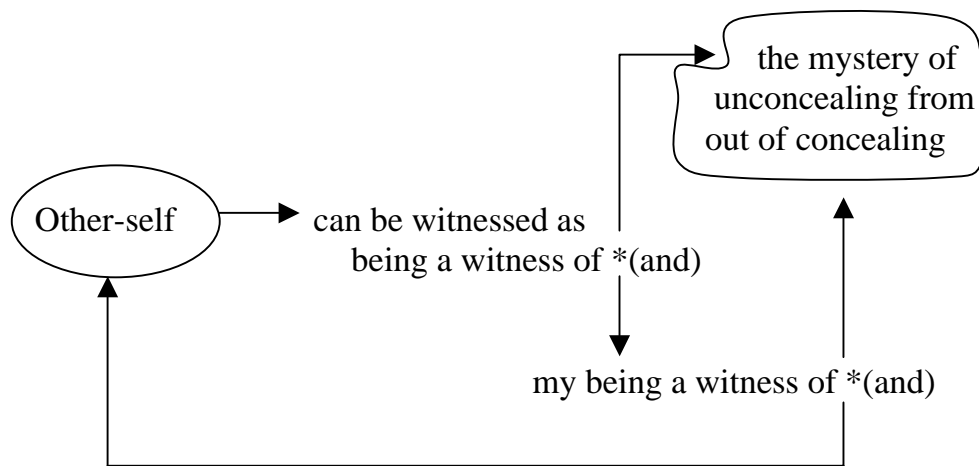 the mystery of
unconcealing from
out of concealing
Other-self
can be witnessed as
being a witness of *(and)
my being a witness of *(and)